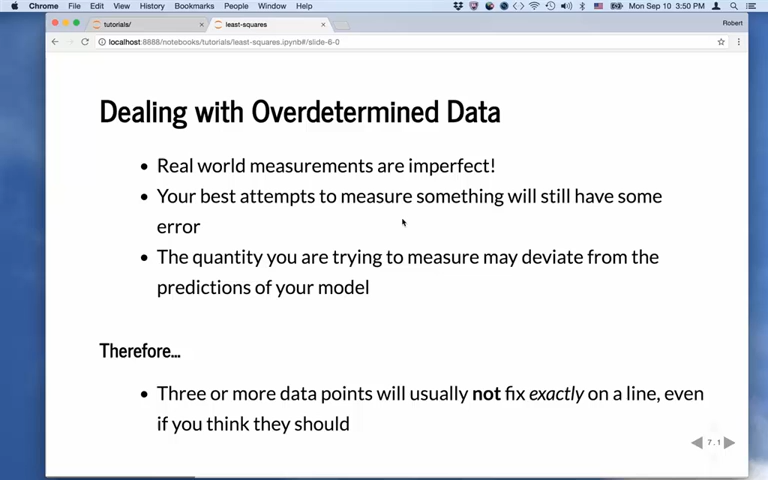 Chrome File Edit View History Bookmarks People Window Help Mon Sep 10 3:50 PM
tutorials/ least-squares
Robert
localhost:8888/notebooks/tutorials/least-squares.ipynb#/slide-6-0
Dealing with Overdetermined Data
Real world measurements are imperfect!
Your best attempts to measure something will still have some
error
The quantity you are trying to measure may deviate from the
predictions of your model
Therefore...
Three or more data points will usually not fix exactly on a line, even
if you think they should
7.1